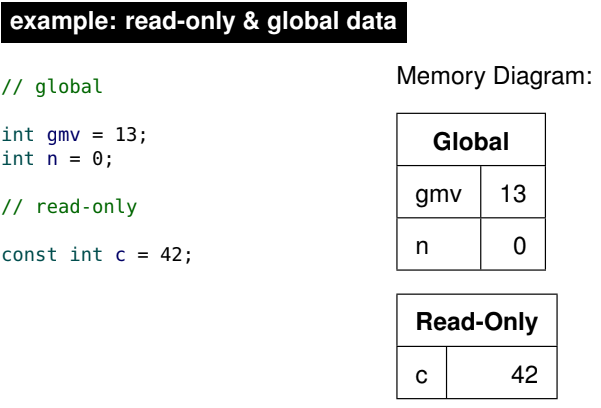 example: read-only & global data
// global
int gmv = 13;
int n = 0;
// read-only
const int c = 42;
Memory Diagram:
Global
gmv 13
n 0
Read-Only
c 42